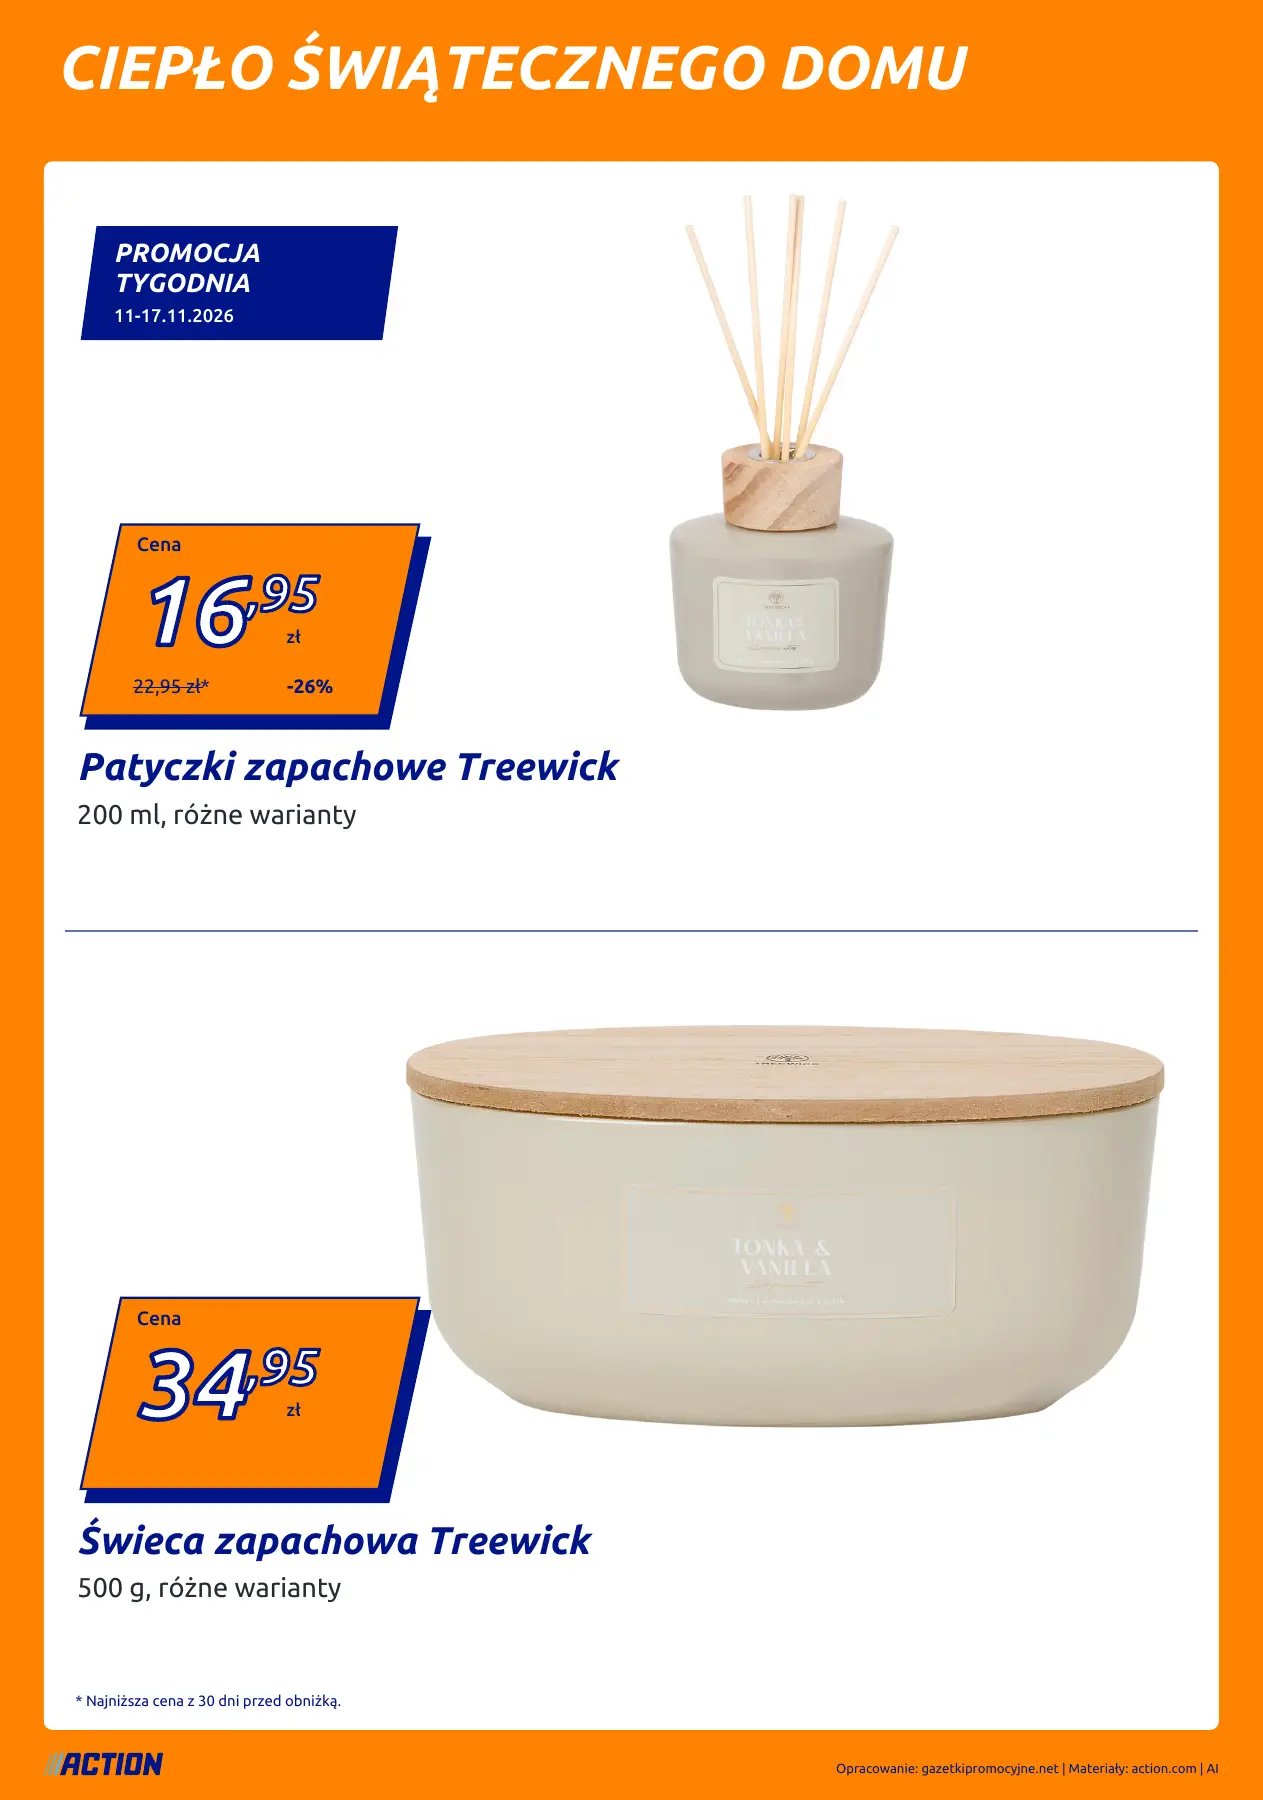 CIEPŁO ŚWIĄTECZNEGO DOMU
PROMOCJA
TYGODNIA
11-17.11.2026
Cena
16,95
zł
22,95 zł* -26%
Patyczki zapachowe Treewick
200 ml, różne warianty
TONKA &
VANILLA
TREEWICK
TONKA &
VANILLA
Cena
34,95
zł
Świeca zapachowa Treewick
500 g, różne warianty
* Najniższa cena z 30 dni przed obniżką.
ACTION
Opracowanie: gazetkipromocyjne.net | Materiały: action.com | AI